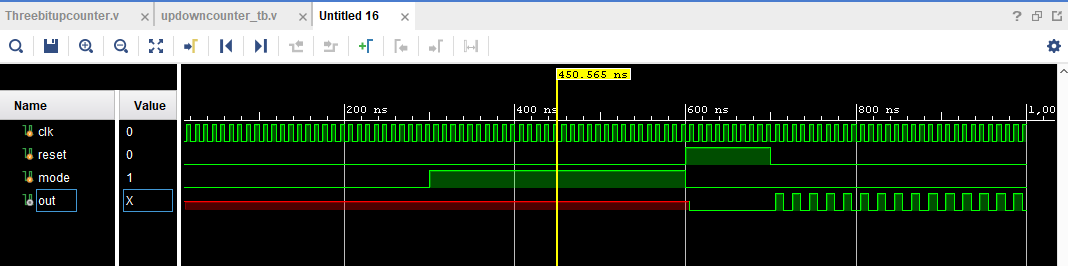 Threebitupcounter.v × updowncounter_tb.v × Untitled 16 ×
450.565 ns
Name Value
200 ns 400 ns 600 ns 800 ns 1,00
clk 0
reset 0
mode 1
out X